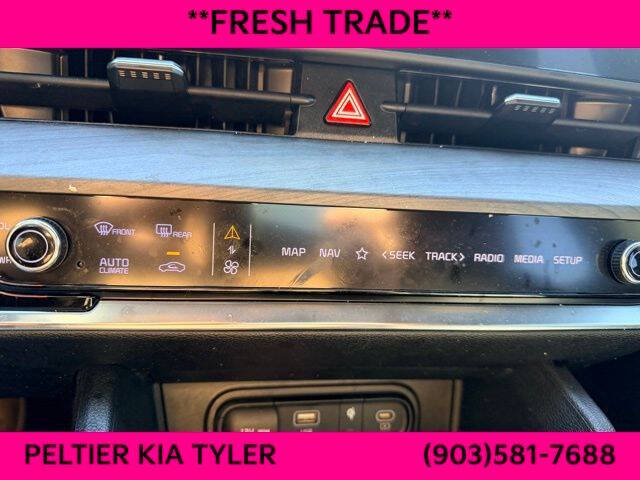 **FRESH TRADE**
FRONT REAR
MAP NAV <SEEK TRACK> RADIO MEDIA SETUP
AUTO
CLIMATE
PELTIER KIA TYLER (903)581-7688